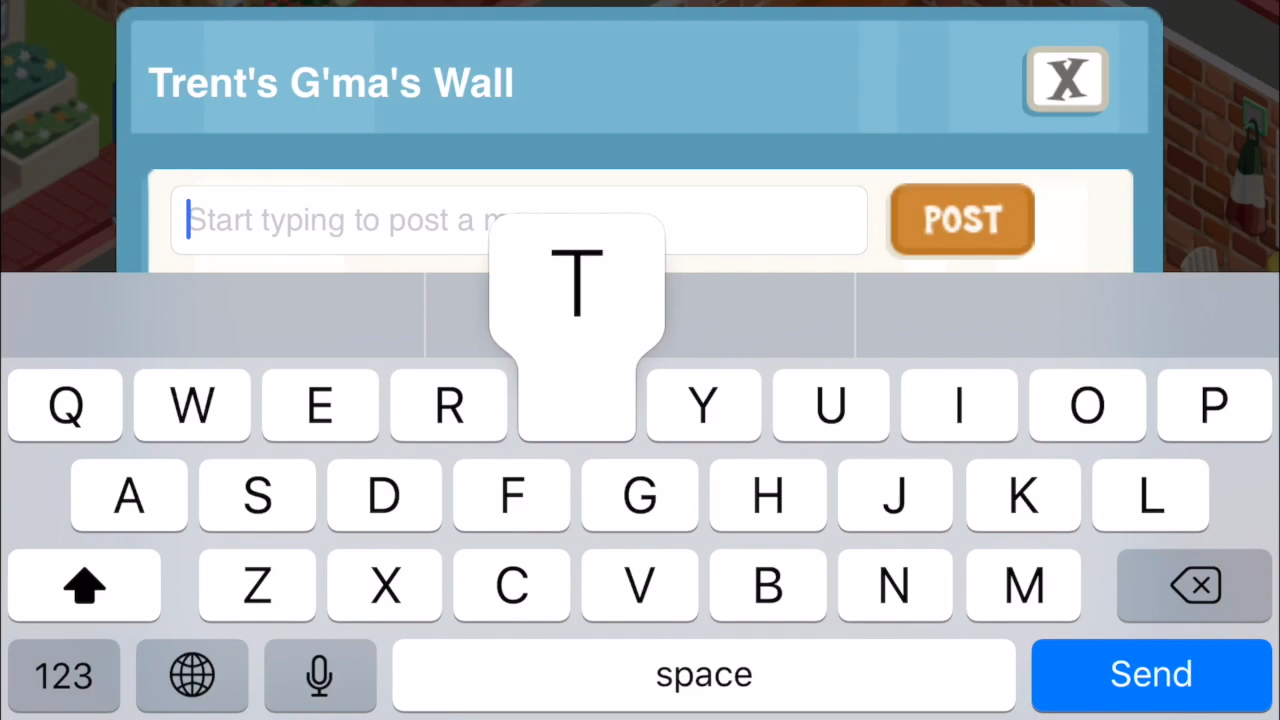 Trent's G'ma's Wall
X
Start typing to post a m
POST
T
Q W E R Y U I O P
A S D F G H J K L
Z X C V B N M
123
space
Send